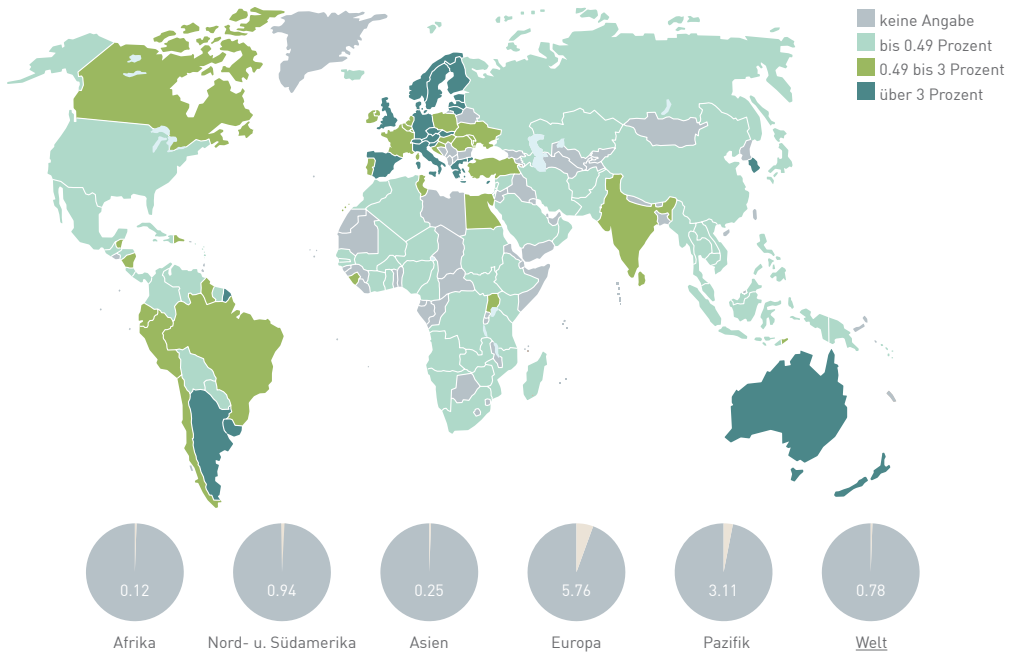 keine Angabe
bis 0.49 Prozent
0.49 bis 3 Prozent
über 3 Prozent
0.12
0.94
0.25
5.76
3.11
0.78
Afrika
Nord- u. Südamerika
Asien
Europa
Pazifik
Welt